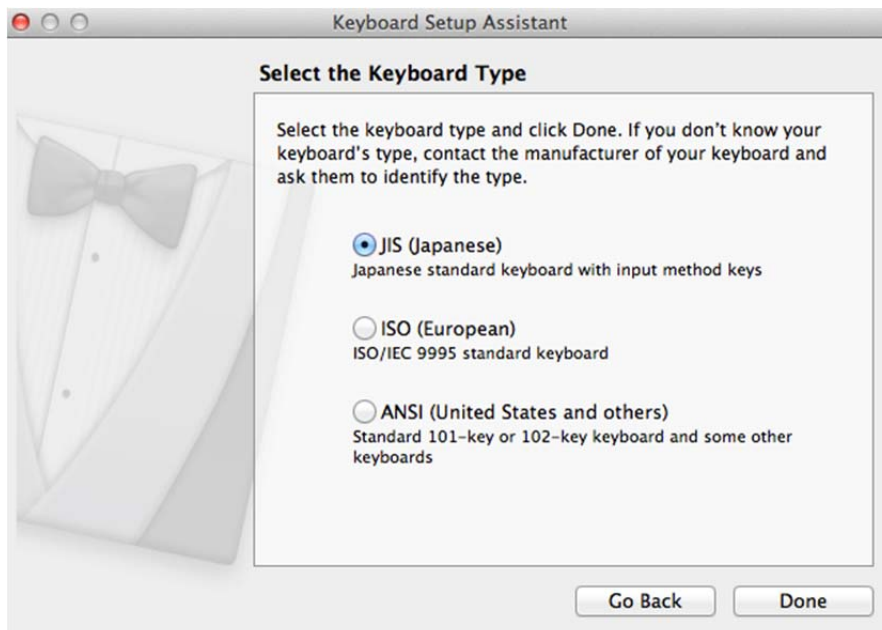 Keyboard Setup Assistant
Select the Keyboard Type
Select the keyboard type and click Done. If you don't know your
keyboard's type, contact the manufacturer of your keyboard and
ask them to identify the type.
JIS (Japanese)
Japanese standard keyboard with input method keys
ISO (European)
ISO/IEC 9995 standard keyboard
ANSI (United States and others)
Standard 101-key or 102-key keyboard and some other
keyboards
Go Back
Done